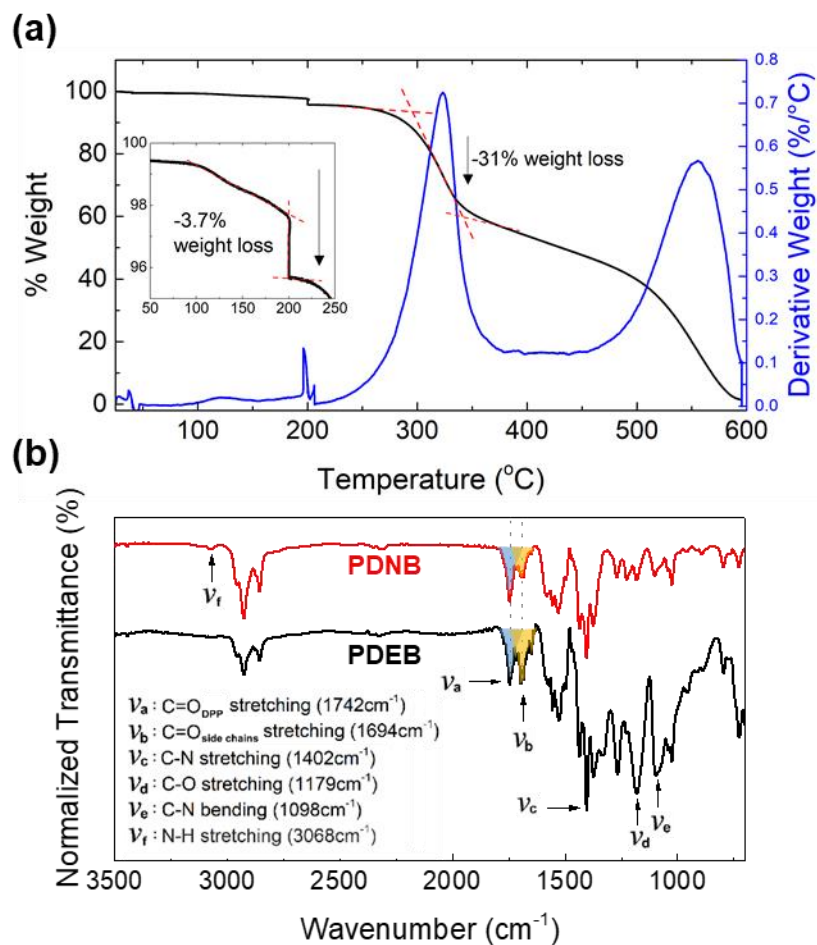 (a)
% Weight
100
80
60
40
20
0
0
100
200
300
400
500
600
Temperature (°C)
0.8
0.7
0.6
0.5
0.4
0.3
0.2
0.1
0.0
Derivative Weight (%/°C)
-31% weight loss
100
98
96
50
100
150
200
250
-3.7%
weight loss
(b)
Normalized Transmittance (%)
PDNB
PDEB
νf
νa
νb
νc
νd
νe
νa : C=O DPP stretching (1742cm⁻¹)
νb : C=O side chains stretching (1694cm⁻¹)
νc : C-N stretching (1402cm⁻¹)
νd : C-O stretching (1179cm⁻¹)
νe : C-N bending (1098cm⁻¹)
νf : N-H stretching (3068cm⁻¹)
3500
3000
2500
2000
1500
1000
Wavenumber (cm⁻¹)